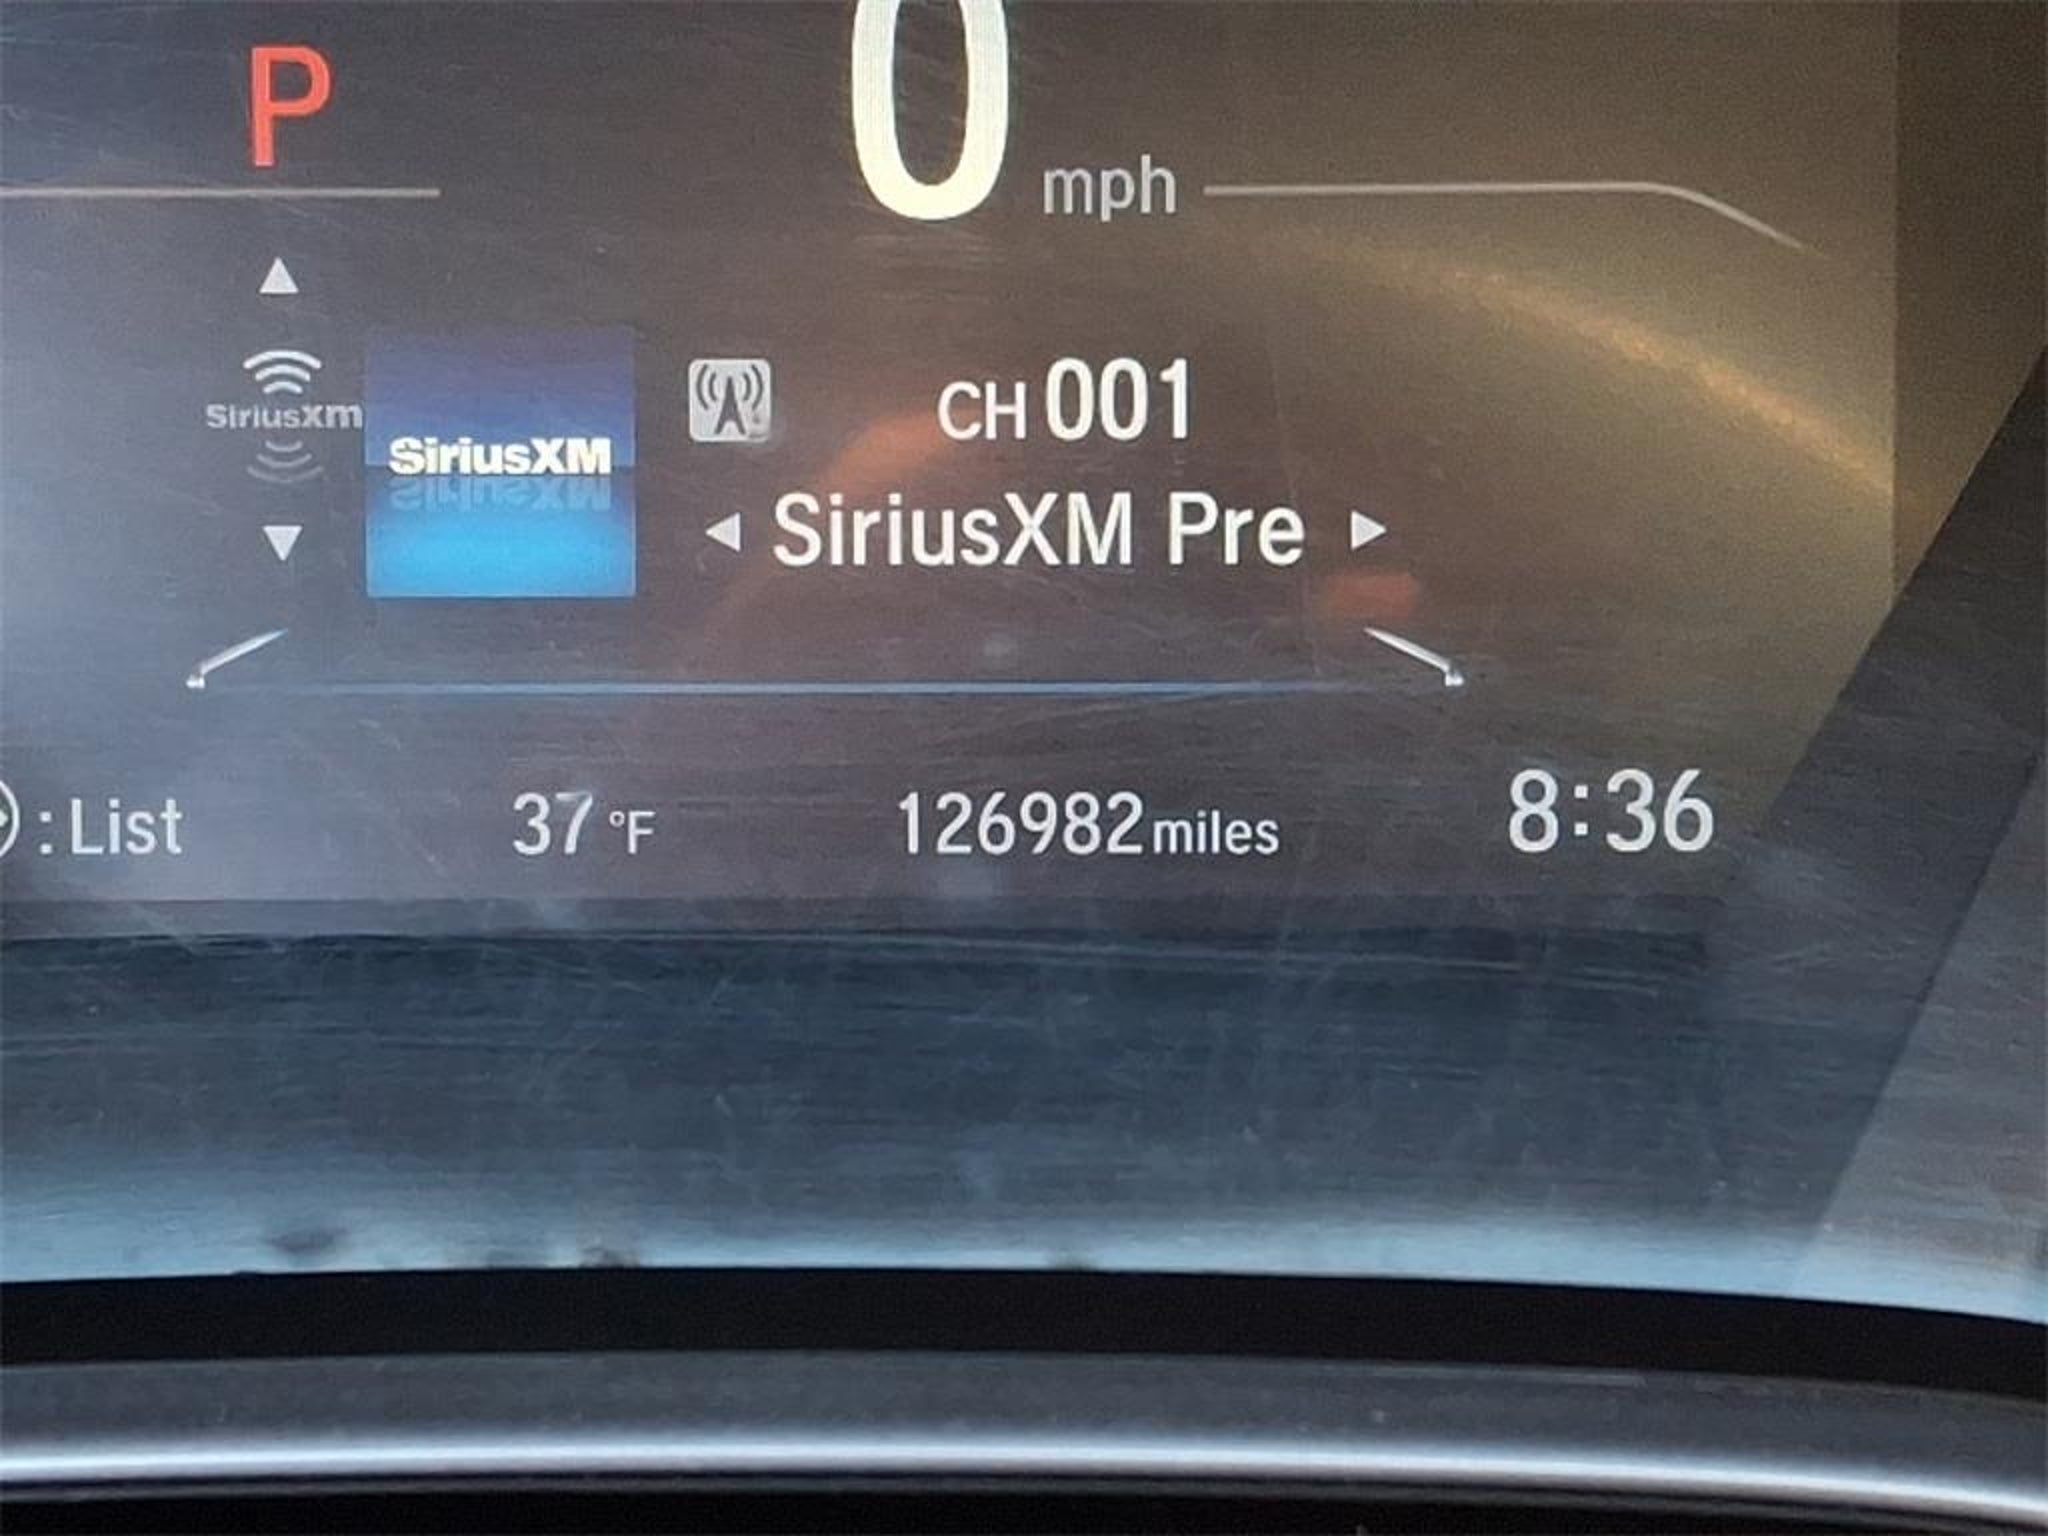 P
0 mph
SiriusXm
SiriusXM
CH 001
SiriusXM Pre
: List
37 °F
126982 miles
8:36